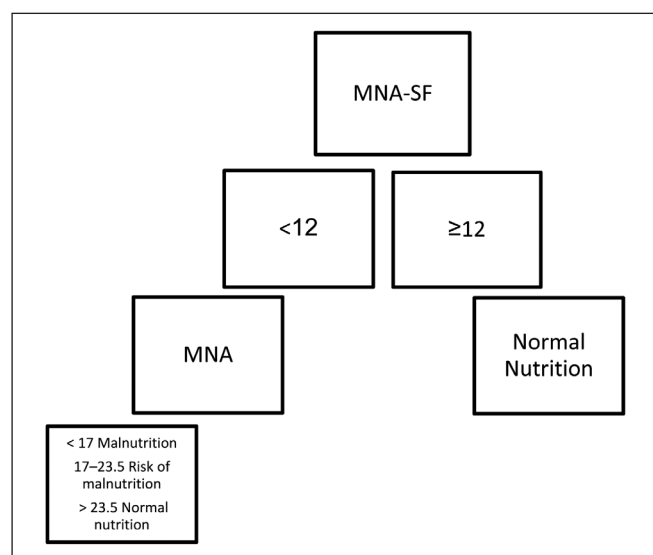 MNA-SF
<12
≥12
MNA
Normal
Nutrition
< 17 Malnutrition
17–23.5 Risk of
malnutrition
> 23.5 Normal
nutrition